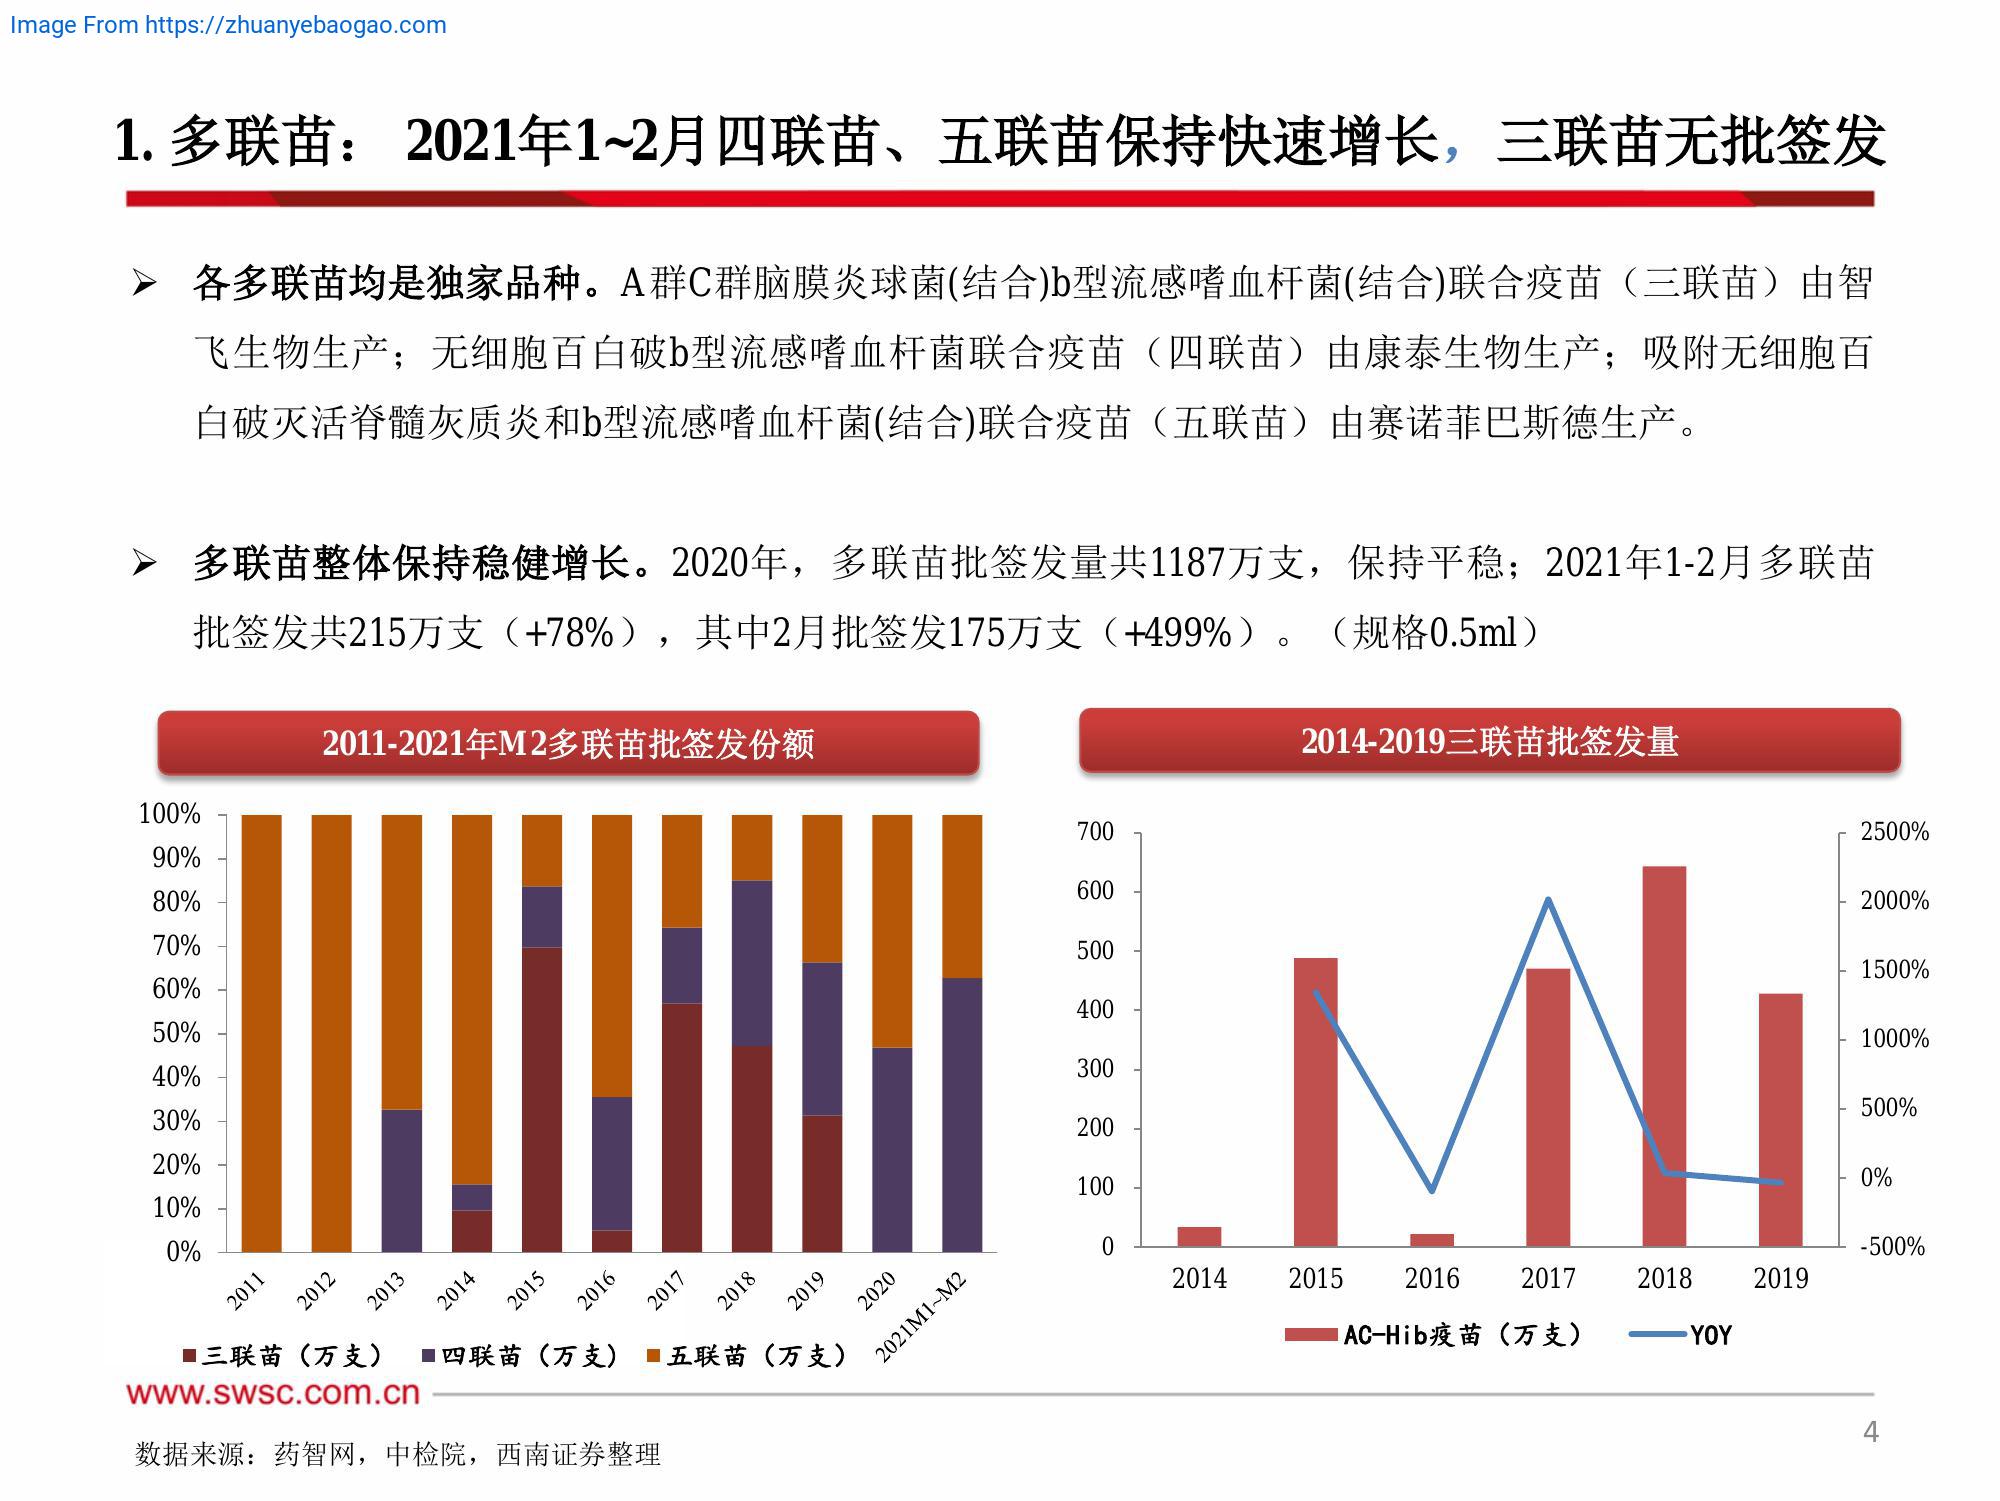 Image From https://zhuanyebaogao.com
1. 多联苗： 2021年1~2月四联苗、五联苗保持快速增长，三联苗无批签发
➢ 各多联苗均是独家品种。A群C群脑膜炎球菌(结合)b型流感嗜血杆菌(结合)联合疫苗（三联苗）由智
飞生物生产；无细胞百白破b型流感嗜血杆菌联合疫苗（四联苗）由康泰生物生产；吸附无细胞百
白破灭活脊髓灰质炎和b型流感嗜血杆菌(结合)联合疫苗（五联苗）由赛诺菲巴斯德生产。
➢ 多联苗整体保持稳健增长。2020年，多联苗批签发量共1187万支，保持平稳；2021年1-2月多联苗
批签发共215万支（+78%），其中2月批签发175万支（+499%）。（规格0.5ml）
2011-2021年M2多联苗批签发份额
100%
90%
80%
70%
60%
50%
40%
30%
20%
10%
0%
2011 2012 2013 2014 2015 2016 2017 2018 2019 2020 2021M1~M2
三联苗（万支） 四联苗（万支） 五联苗（万支）
2014-2019三联苗批签发量
700
600
500
400
300
200
100
0
2500%
2000%
1500%
1000%
500%
0%
-500%
2014 2015 2016 2017 2018 2019
AC-Hib疫苗（万支） YOY
www.swsc.com.cn
4
数据来源：药智网，中检院，西南证券整理